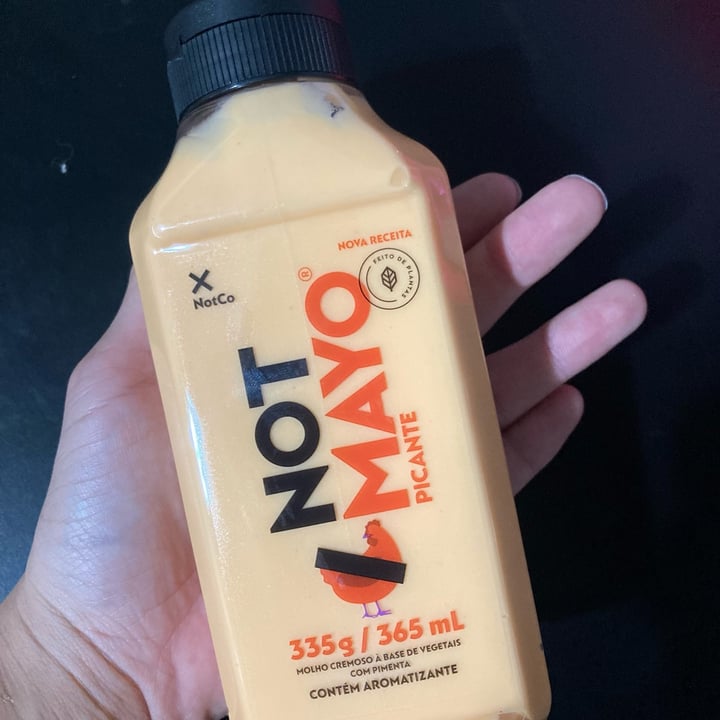 NOVA RECEITA
FEITO DE PLANTAS
NotCo
NOT
MAYO®
PICANTE
335g / 365 mL
MOLHO CREMOSO À BASE DE VEGETAIS
COM PIMENTA
CONTÉM AROMATIZANTE